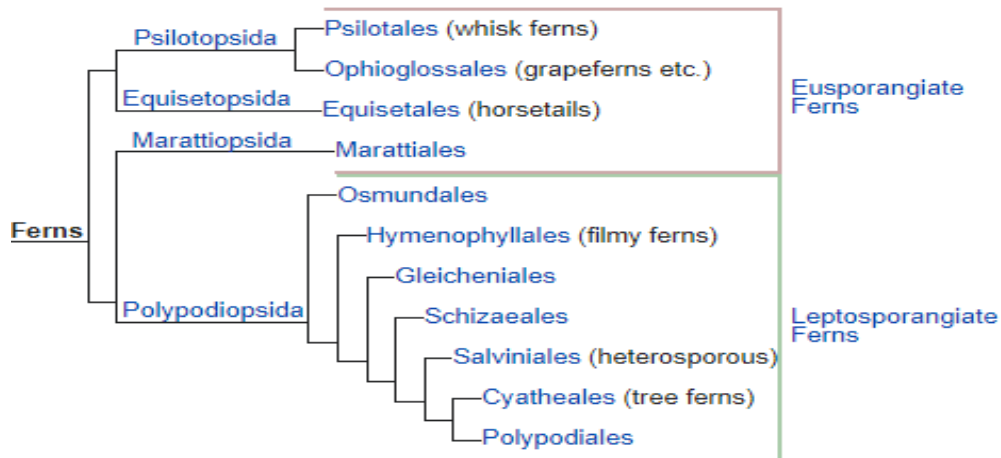 Psilotopsida
Psilotales (whisk ferns)
Ophioglossales (grapeferns etc.)
Eusporangiate
Ferns
Equisetopsida
Equisetales (horsetails)
Marattiopsida
Marattiales
Osmundales
Ferns
Hymenophyllales (filmy ferns)
Gleicheniales
Polypodiopsida
Schizaeales
Leptosporangiate
Ferns
Salviniales (heterosporous)
Cyatheales (tree ferns)
Polypodiales